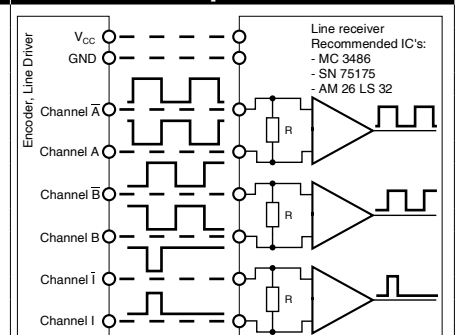 Encoder, Line Driver
V_CC
GND
Channel A̅
Channel A
Channel B̅
Channel B
Channel I̅
Channel I
Line receiver
Recommended IC's:
- MC 3486
- SN 75175
- AM 26 LS 32
R
R
R